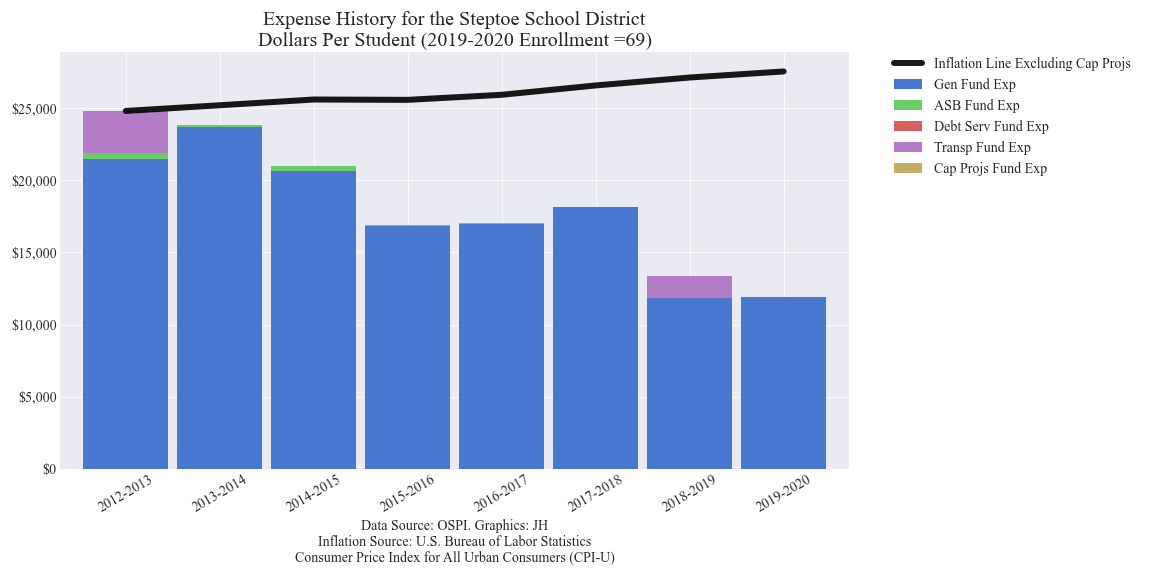 Expense History for the Steptoe School District
Dollars Per Student (2019-2020 Enrollment =69)
Inflation Line Excluding Cap Projs
Gen Fund Exp
ASB Fund Exp
Debt Serv Fund Exp
Transp Fund Exp
Cap Projs Fund Exp
$25,000
$20,000
$15,000
$10,000
$5,000
$0
2012-2013
2013-2014
2014-2015
2015-2016
2016-2017
2017-2018
2018-2019
2019-2020
Data Source: OSPI. Graphics: JH
Inflation Source: U.S. Bureau of Labor Statistics
Consumer Price Index for All Urban Consumers (CPI-U)